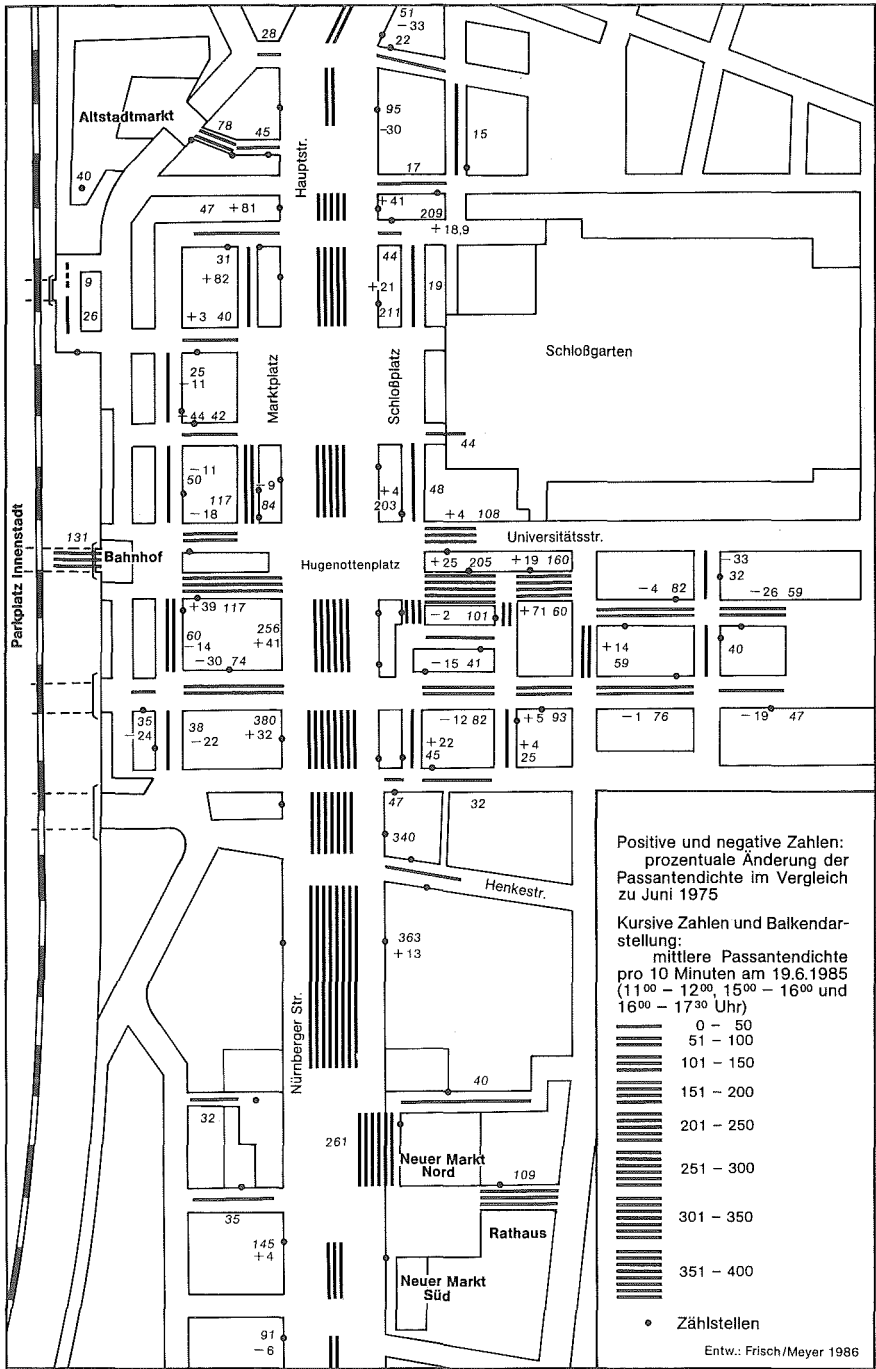 51
- 33
22
28
Altstadtmarkt
78
45
95
-30
15
Hauptstr.
17
40
47 + 81
+ 41
209
+ 18,9
31
+ 82
+ 3 40
44
+ 21
211
19
9
26
Schloßgarten
Marktplatz
Schloßplatz
25
- 11
+ 44 42
44
- 11
50
117
- 18
- 9
84
+ 4
203
48
+ 4 108
Parkplatz Innenstadt
131
Bahnhof
Hugenottenplatz
Universitätsstr.
+ 25 205
+ 19 160
- 4 82
- 33
32
- 26 59
+ 39 117
60
- 14
- 30 74
256
+ 41
- 2 101
+ 71 60
- 15 41
+ 14
59
40
35
- 24
38
- 22
380
+ 32
- 12 82
+ 22
45
+ 5 93
+ 4
25
- 1 76
- 19 47
47
32
340
Henkestr.
363
+ 13
Nürnberger Str.
40
32
261
Neuer Markt
Nord
109
35
Rathaus
145
+ 4
Neuer Markt
Süd
91
- 6
Positive und negative Zahlen:
prozentuale Änderung der
Passantendichte im Vergleich
zu Juni 1975
Kursive Zahlen und Balkendar-
stellung:
mittlere Passantendichte
pro 10 Minuten am 19.6.1985
(11⁰⁰ – 12⁰⁰, 15⁰⁰ – 16⁰⁰ und
16⁰⁰ – 17³⁰ Uhr)
0 – 50
51 – 100
101 – 150
151 – 200
201 – 250
251 – 300
301 – 350
351 – 400
Zählstellen
Entw.: Frisch/Meyer 1986